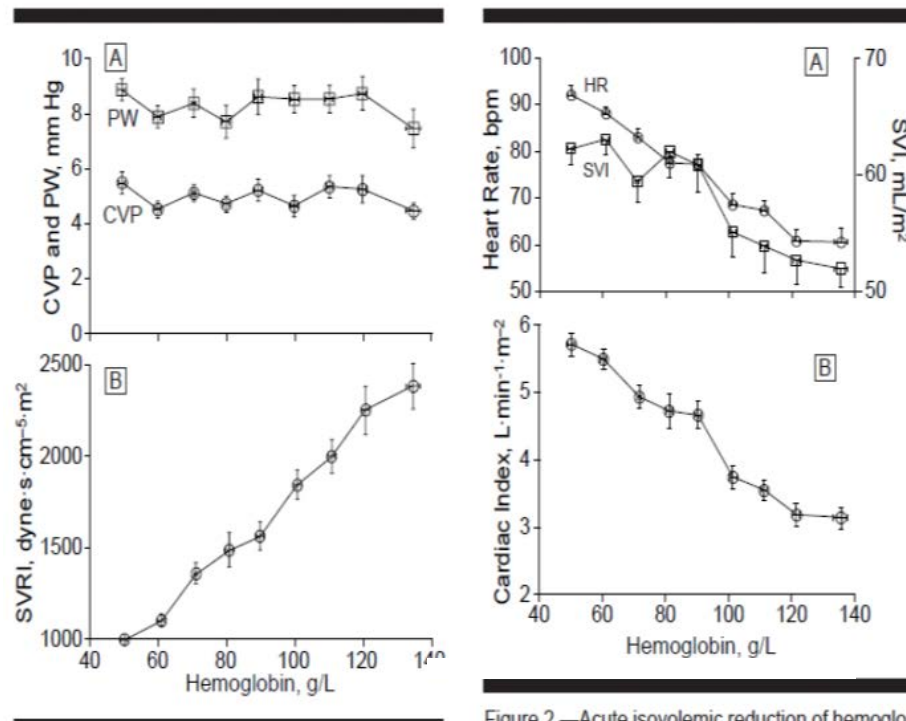 A
10
8
6
4
2
0
CVP and PW, mm Hg
PW
CVP
B
2500
2000
1500
1000
SVRI, dyne·s·cm⁻⁵·m²
40 60 80 100 120
Hemoglobin, g/L
A
100
90
80
70
60
50
Heart Rate, bpm
HR
SVI
70
60
50
SVI, mL/m²
B
6
5
4
3
2
Cardiac Index, L·min⁻¹·m⁻²
40 60 80 100 120 140
Hemoglobin, g/L
Figure 2.—Acute isovolemic reduction of hemoglo